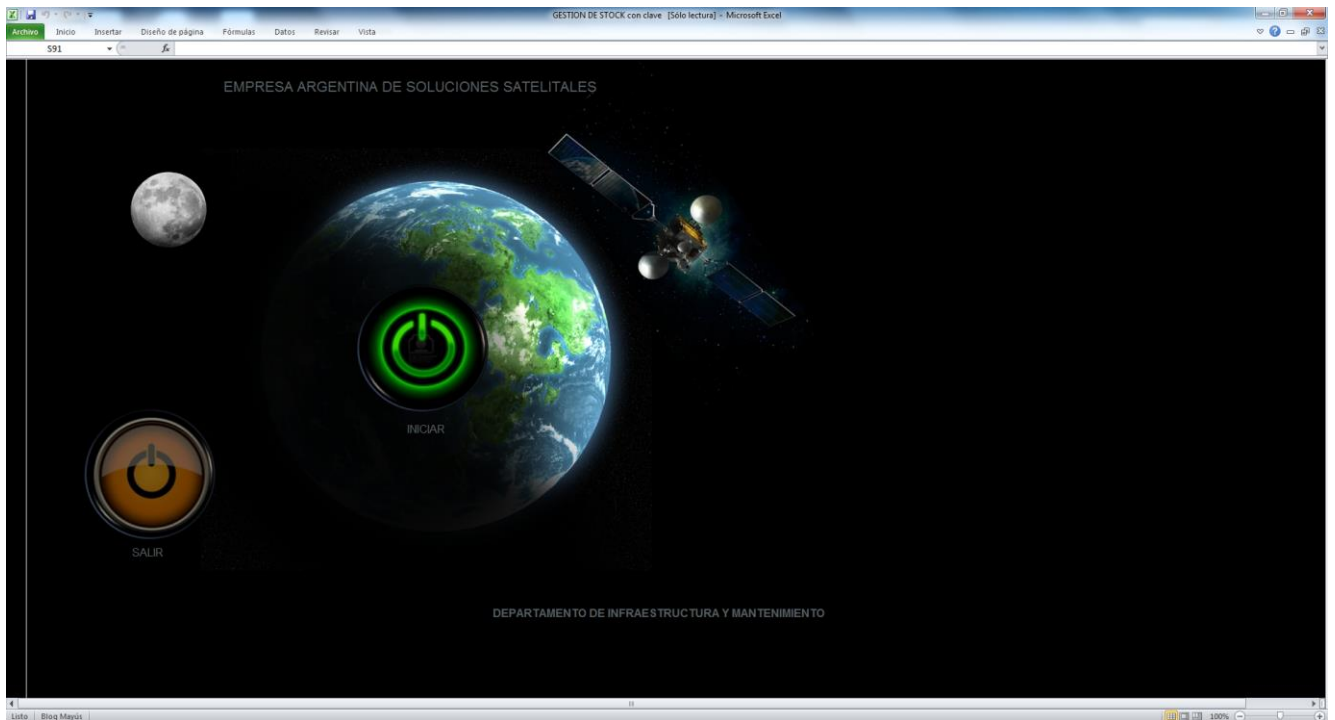 GESTION DE STOCK con clave [Sólo lectura] - Microsoft Excel
Archivo Inicio Insertar Diseño de página Fórmulas Datos Revisar Vista
S91 fx
EMPRESA ARGENTINA DE SOLUCIONES SATELITALES
INICIAR
SALIR
DEPARTAMENTO DE INFRAESTRUCTURA Y MANTENIMIENTO
Listo Bloq Mayús 100%